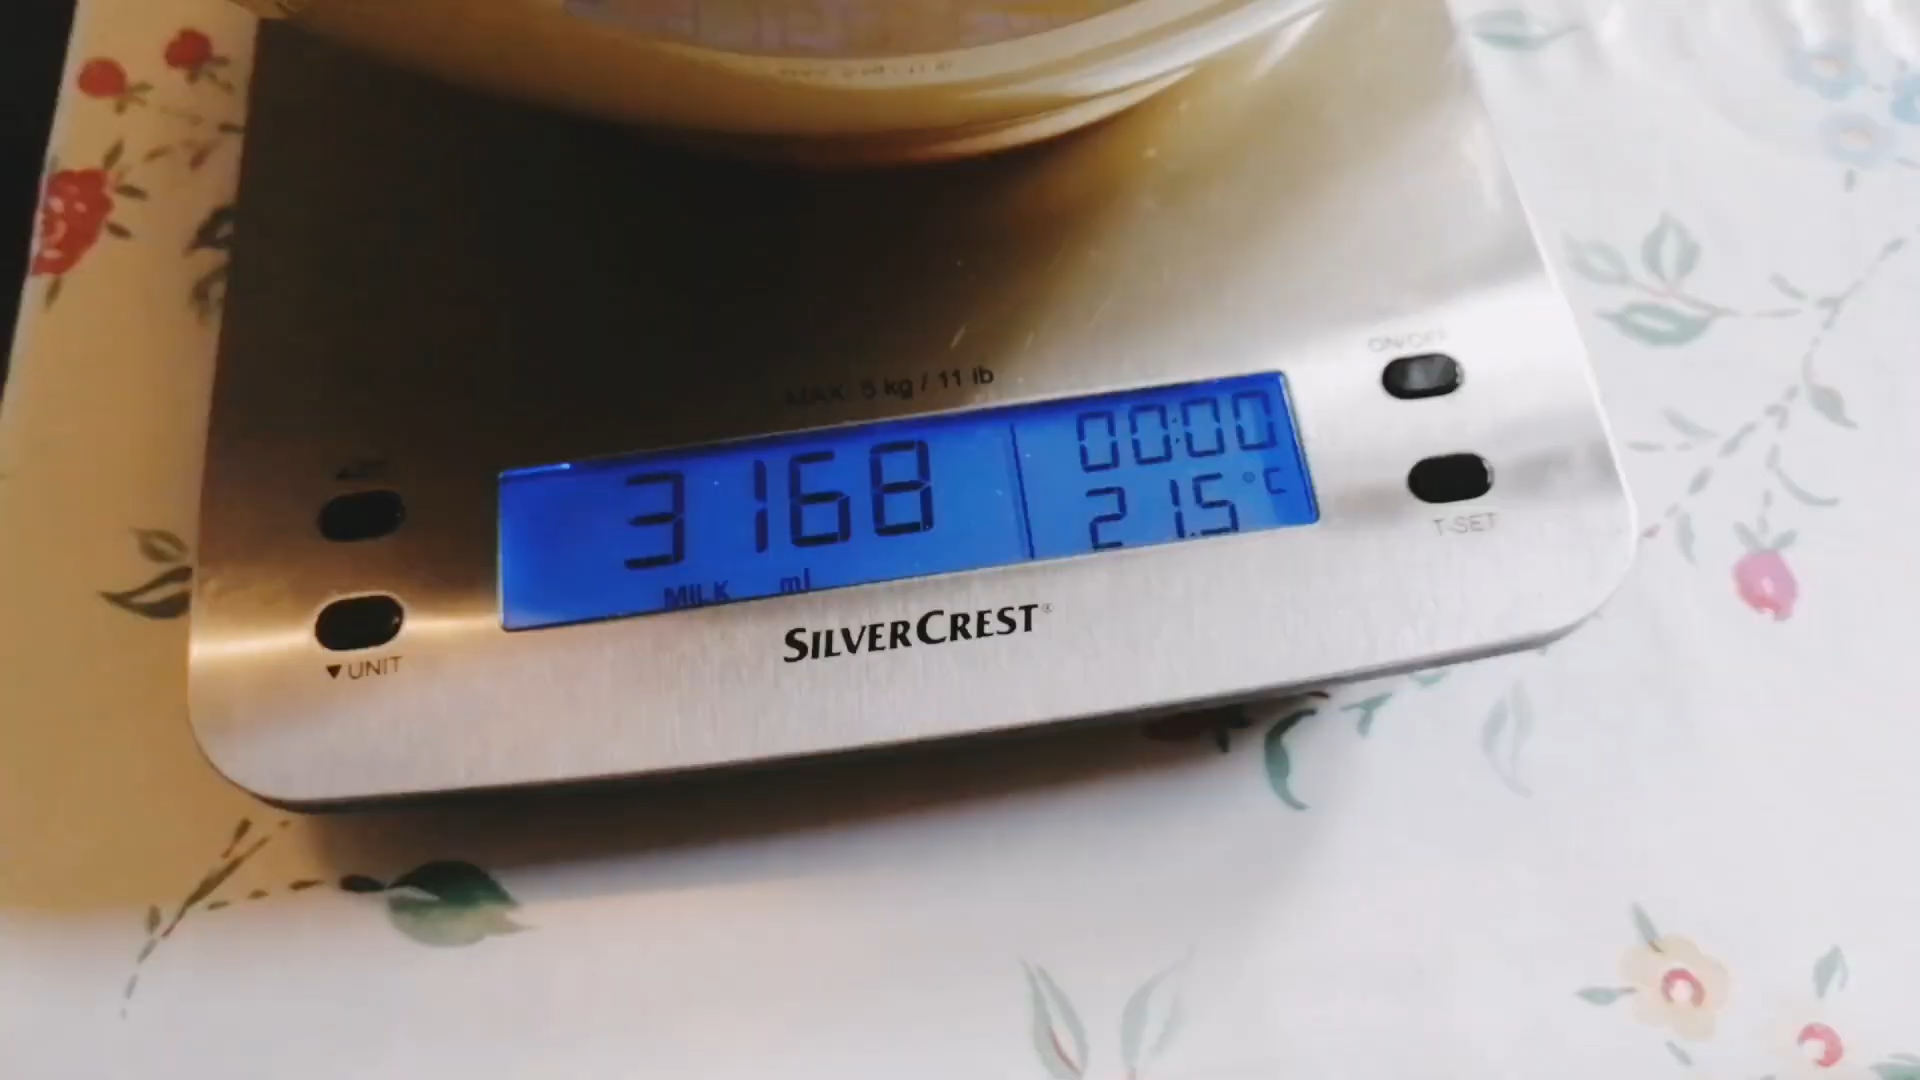 MAX: 5 kg / 11 lb
ON/OFF
3168
00:00
21.5°C
MILK ml
T-SET
SILVERCREST®
▼UNIT